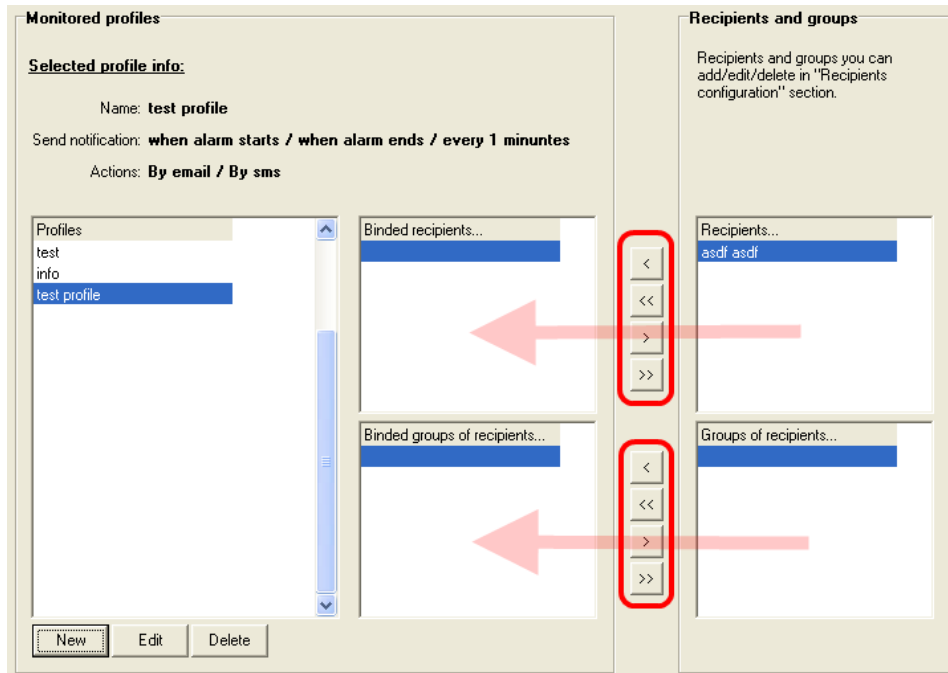 Monitored profiles
Selected profile info:
Name: test profile
Send notification: when alarm starts / when alarm ends / every 1 minuntes
Actions: By email / By sms
Profiles
test
info
test profile
New
Edit
Delete
Binded recipients...
Binded groups of recipients...
<
<<
>
>>
<
<<
>
>>
Recipients and groups
Recipients and groups you can
add/edit/delete in "Recipients
configuration" section.
Recipients...
asdf asdf
Groups of recipients...